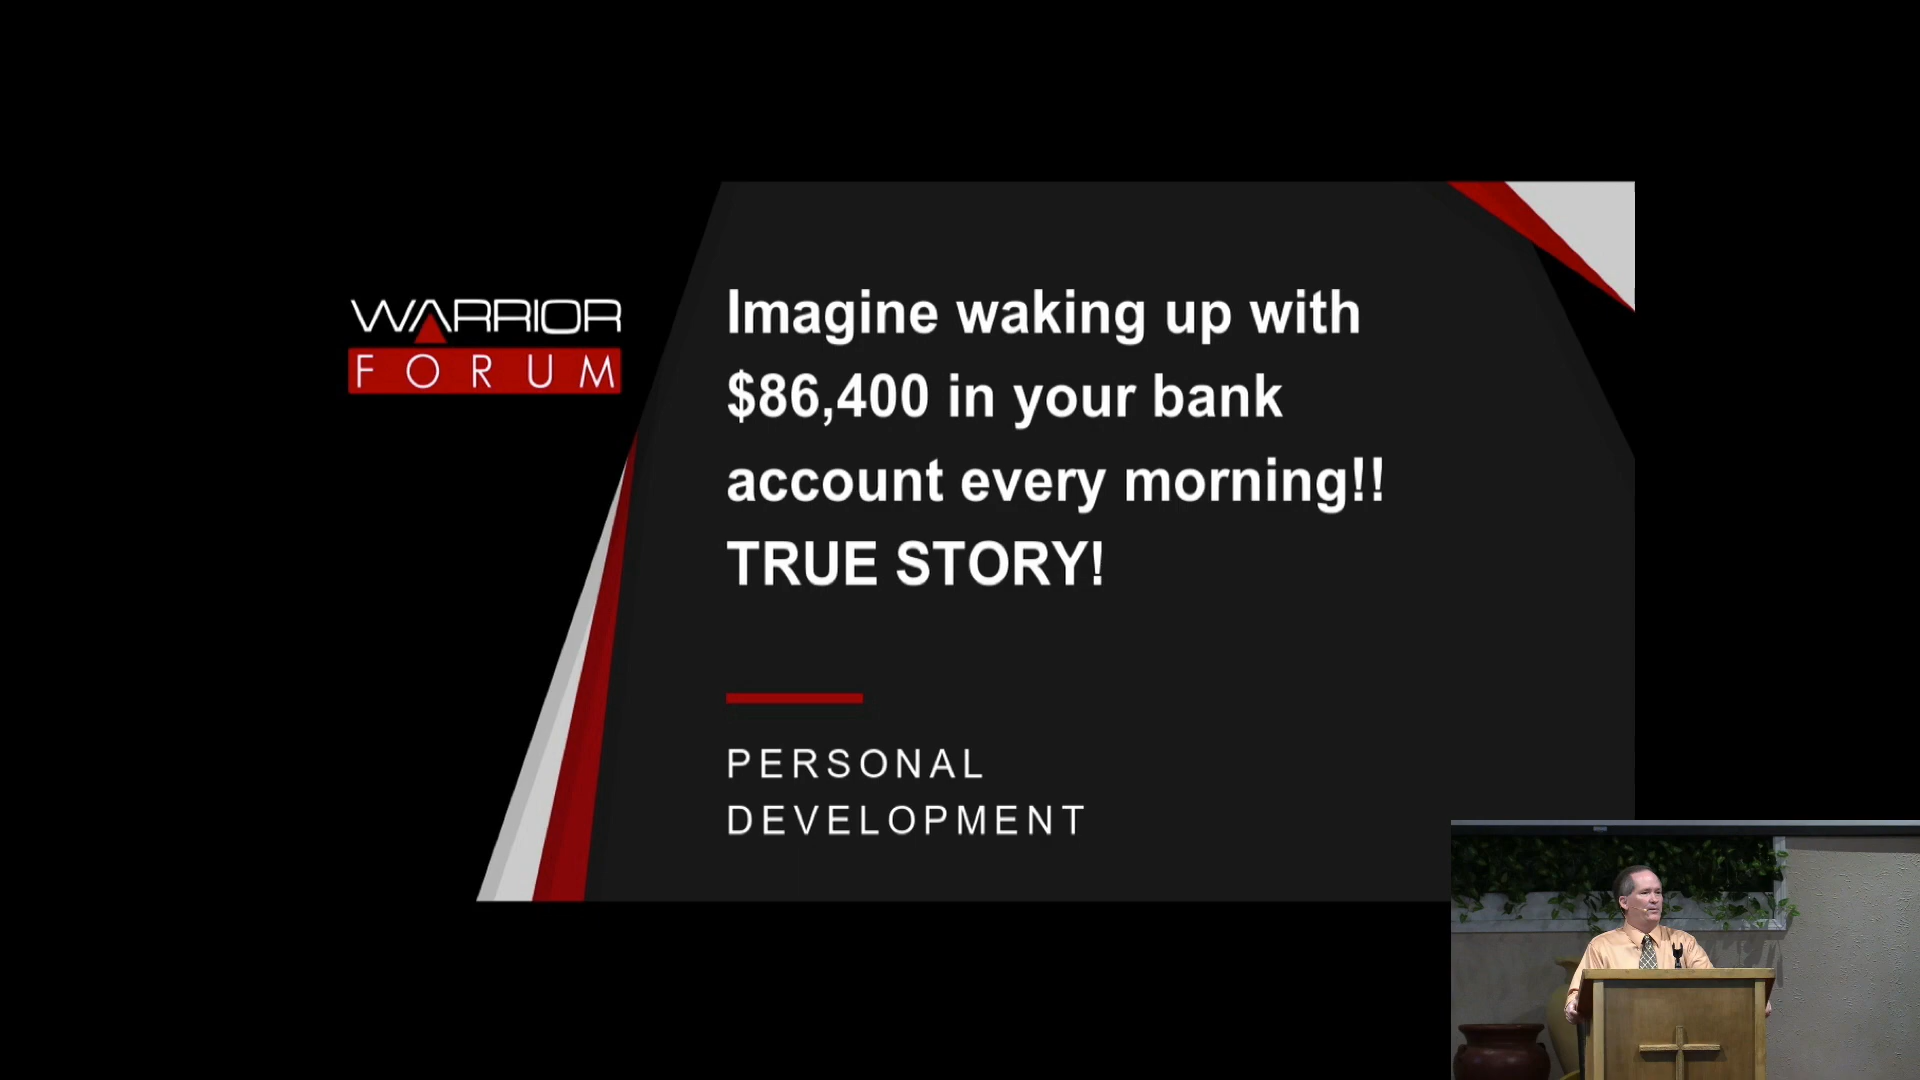 WARRIOR
FORUM
Imagine waking up with
$86,400 in your bank
account every morning!!
TRUE STORY!
PERSONAL
DEVELOPMENT